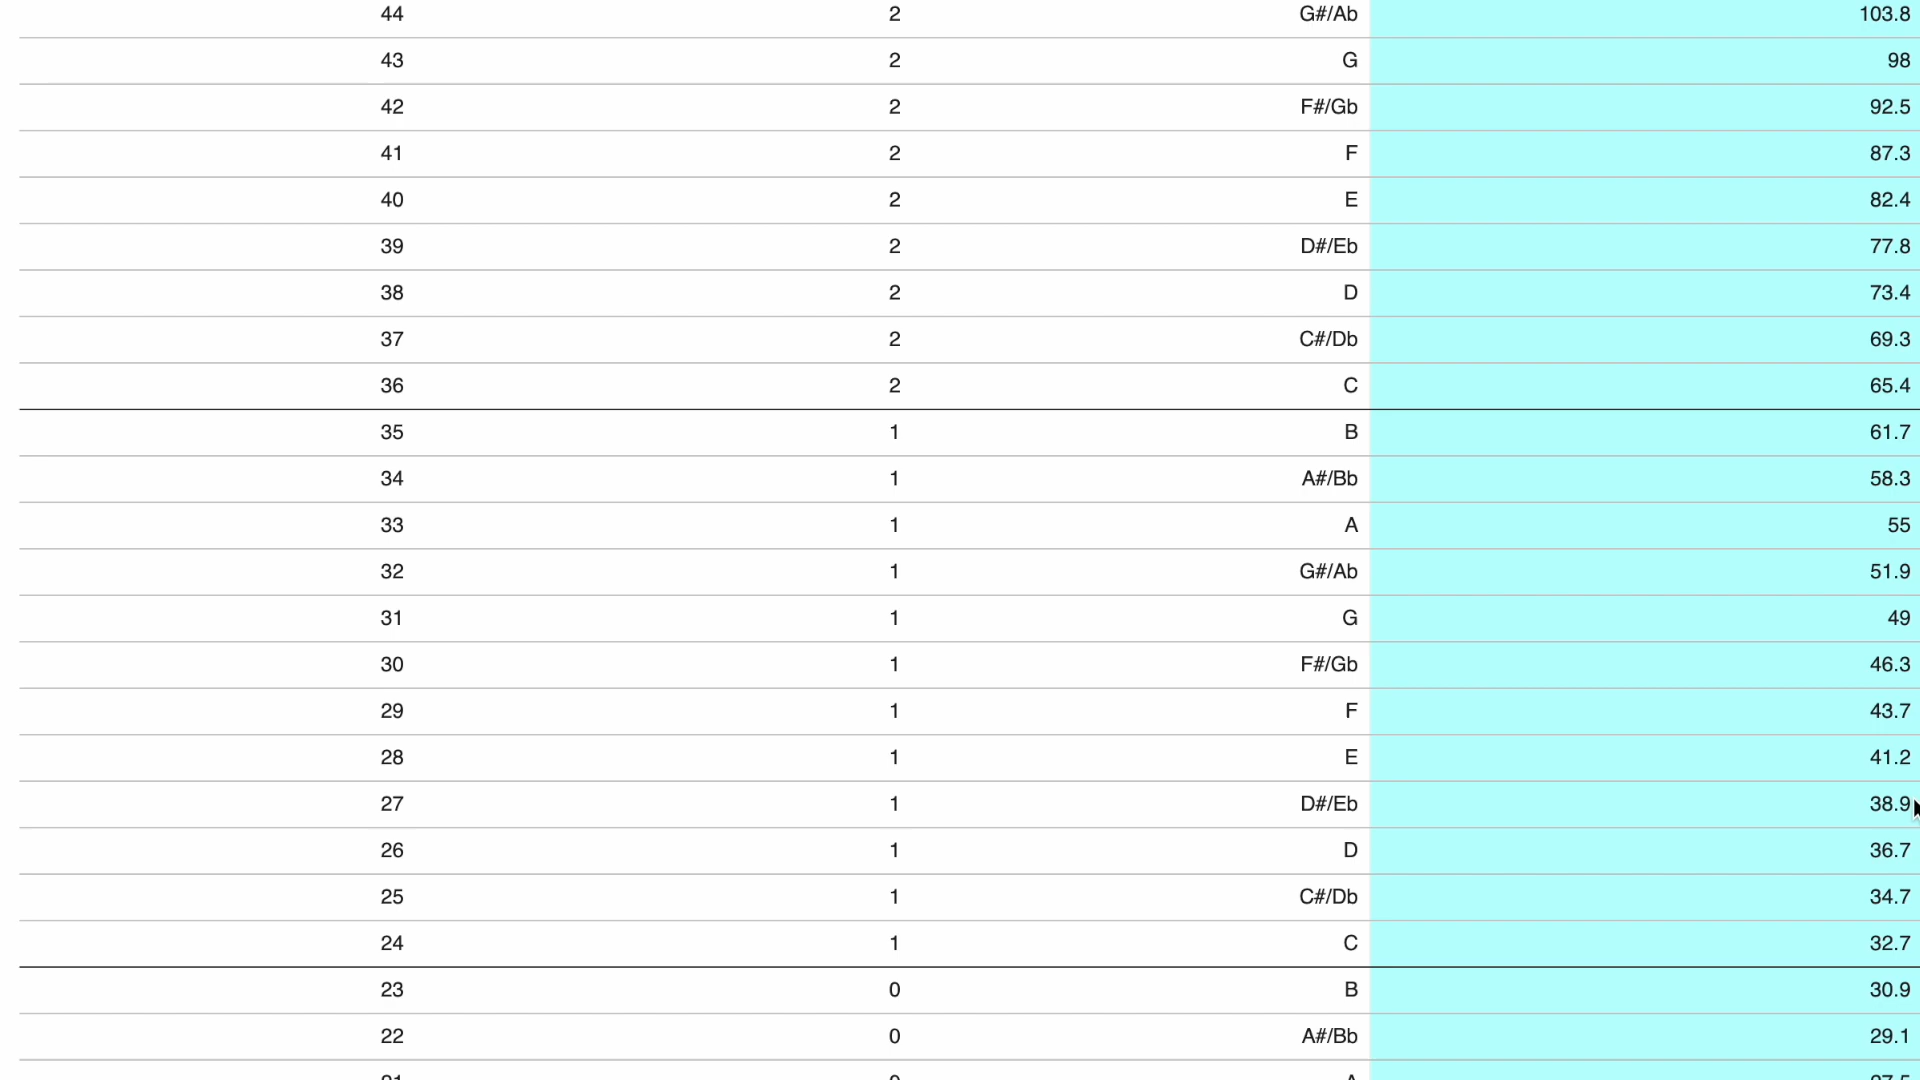 44 2 G#/Ab 103.8
43 2 G 98
42 2 F#/Gb 92.5
41 2 F 87.3
40 2 E 82.4
39 2 D#/Eb 77.8
38 2 D 73.4
37 2 C#/Db 69.3
36 2 C 65.4
35 1 B 61.7
34 1 A#/Bb 58.3
33 1 A 55
32 1 G#/Ab 51.9
31 1 G 49
30 1 F#/Gb 46.3
29 1 F 43.7
28 1 E 41.2
27 1 D#/Eb 38.9
26 1 D 36.7
25 1 C#/Db 34.7
24 1 C 32.7
23 0 B 30.9
22 0 A#/Bb 29.1